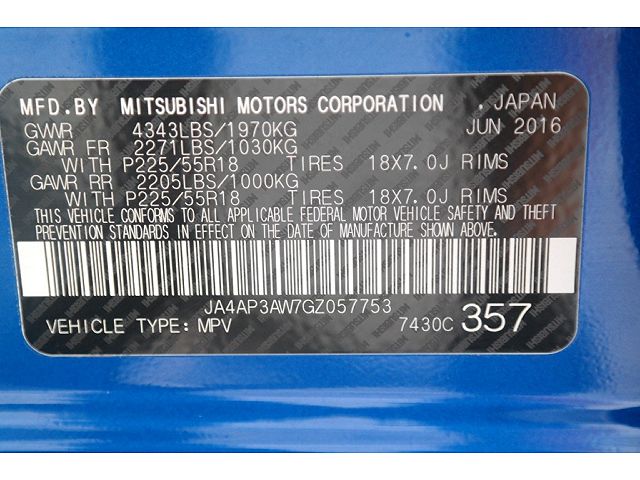 MFD.BY MITSUBISHI MOTORS CORPORATION , JAPAN
GVWR 4343LBS/1970KG JUN 2016
GAWR FR 2271LBS/1030KG
WITH P225/55R18 TIRES 18X7.0J RIMS
GAWR RR 2205LBS/1000KG
WITH P225/55R18 TIRES 18X7.0J RIMS
THIS VEHICLE CONFORMS TO ALL APPLICABLE FEDERAL MOTOR VEHICLE SAFETY AND THEFT
PREVENTION STANDARDS IN EFFECT ON THE DATE OF MANUFACTURE SHOWN ABOVE.
JA4AP3AW7GZ057753
VEHICLE TYPE: MPV 7430C 357